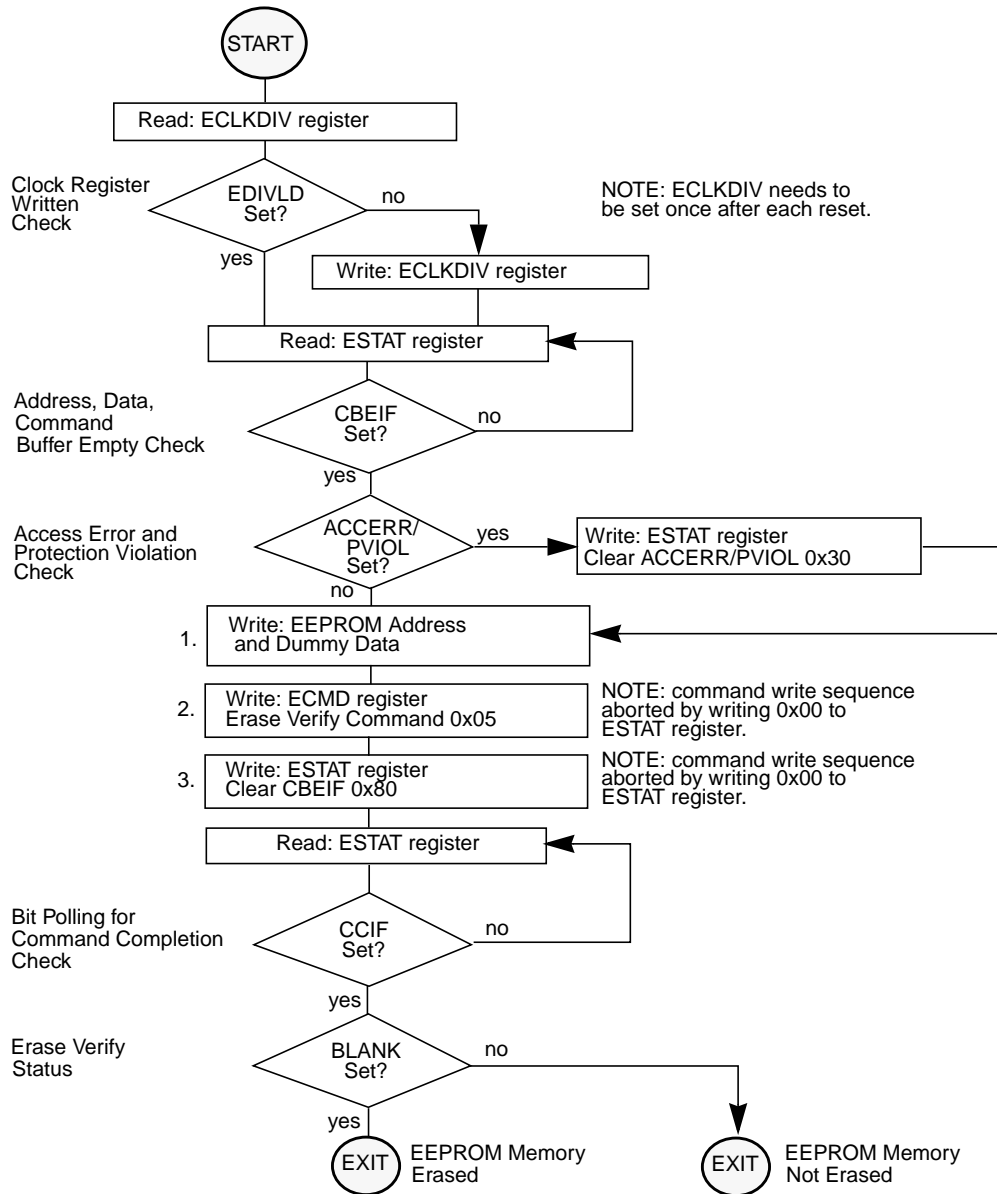 START
Read: ECLKDIV register
Clock Register
Written
Check
EDIVLD
Set?
no
yes
NOTE: ECLKDIV needs to
be set once after each reset.
Write: ECLKDIV register
Read: ESTAT register
Address, Data,
Command
Buffer Empty Check
CBEIF
Set?
no
yes
Access Error and
Protection Violation
Check
ACCERR/
PVIOL
Set?
yes
no
Write: ESTAT register
Clear ACCERR/PVIOL 0x30
1.
Write: EEPROM Address
and Dummy Data
2.
Write: ECMD register
Erase Verify Command 0x05
NOTE: command write sequence
aborted by writing 0x00 to
ESTAT register.
3.
Write: ESTAT register
Clear CBEIF 0x80
NOTE: command write sequence
aborted by writing 0x00 to
ESTAT register.
Read: ESTAT register
Bit Polling for
Command Completion
Check
CCIF
Set?
no
yes
Erase Verify
Status
BLANK
Set?
no
yes
EXIT
EEPROM Memory
Erased
EXIT
EEPROM Memory
Not Erased